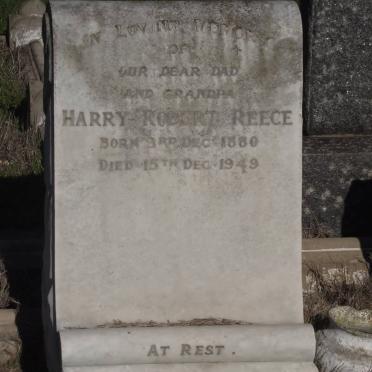 IN LOVING MEMORY
OF
OUR DEAR DAD
AND GRANDPA
HARRY ROBERT REECE
BORN 3RD DEC. 1880
DIED 15TH DEC. 1949
AT REST.